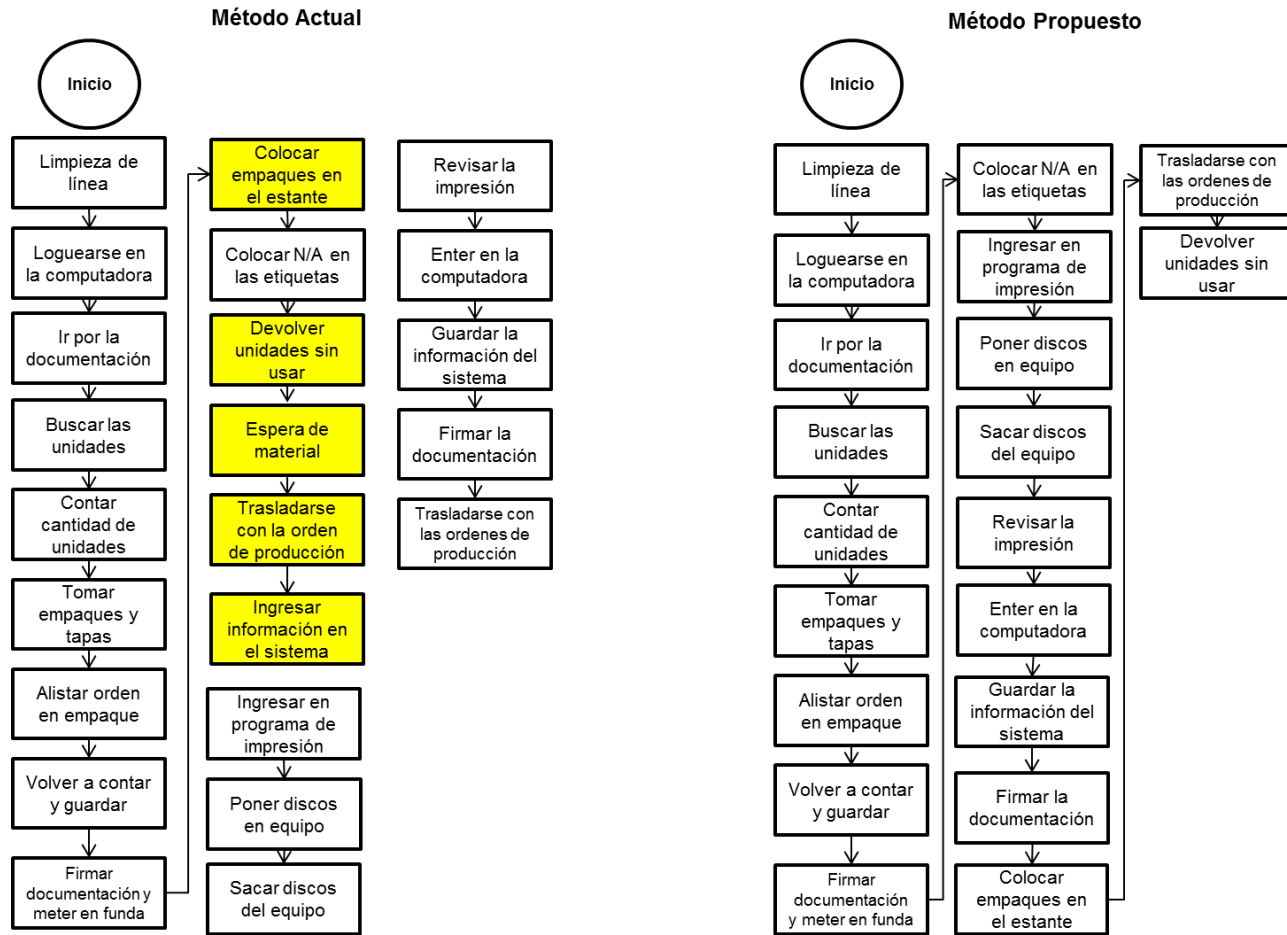 Método Actual
Inicio
Limpieza de
línea
Loguearse en
la computadora
Ir por la
documentación
Buscar las
unidades
Contar
cantidad de
unidades
Tomar
empaques y
tapas
Alistar orden
en empaque
Volver a contar
y guardar
Firmar
documentación y
meter en funda
Colocar
empaques en
el estante
Colocar N/A en
las etiquetas
Devolver
unidades sin
usar
Espera de
material
Trasladarse
con la orden
de producción
Ingresar
información en
el sistema
Ingresar en
programa de
impresión
Poner discos
en equipo
Sacar discos
del equipo
Revisar la
impresión
Enter en la
computadora
Guardar la
información del
sistema
Firmar la
documentación
Trasladarse con
las ordenes de
producción
Método Propuesto
Inicio
Limpieza de
línea
Loguearse en
la computadora
Ir por la
documentación
Buscar las
unidades
Contar
cantidad de
unidades
Tomar
empaques y
tapas
Alistar orden
en empaque
Volver a contar
y guardar
Firmar
documentación
y meter en funda
Colocar N/A en
las etiquetas
Ingresar en
programa de
impresión
Poner discos
en equipo
Sacar discos
del equipo
Revisar la
impresión
Enter en la
computadora
Guardar la
información del
sistema
Firmar la
documentación
Colocar
empaques en
el estante
Trasladarse con
las ordenes de
producción
Devolver
unidades sin
usar